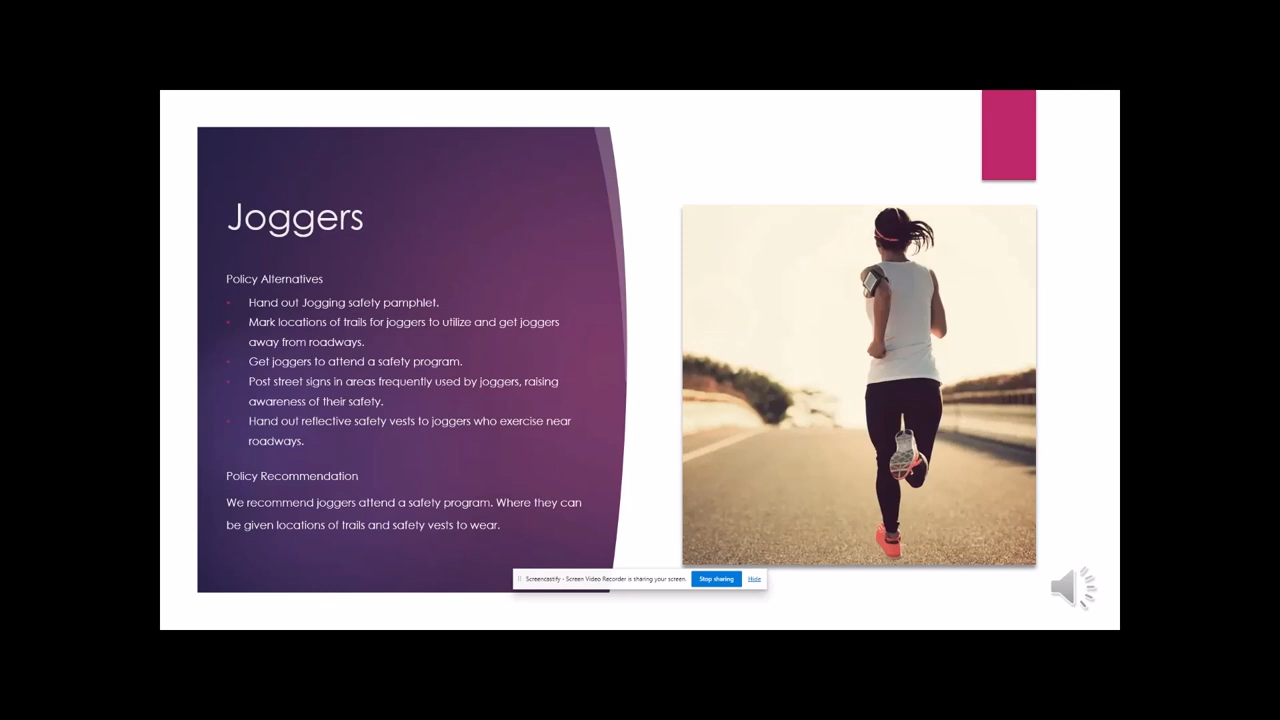 Joggers
Policy Alternatives
Hand out Jogging safety pamphlet.
Mark locations of trails for joggers to utilize and get joggers
away from roadways.
Get joggers to attend a safety program.
Post street signs in areas frequently used by joggers, raising
awareness of their safety.
Hand out reflective safety vests to joggers who exercise near
roadways.
Policy Recommendation
We recommend joggers attend a safety program. Where they can
be given locations of trails and safety vests to wear.
Screencastify - Screen Video Recorder is sharing your screen. Stop sharing Hide